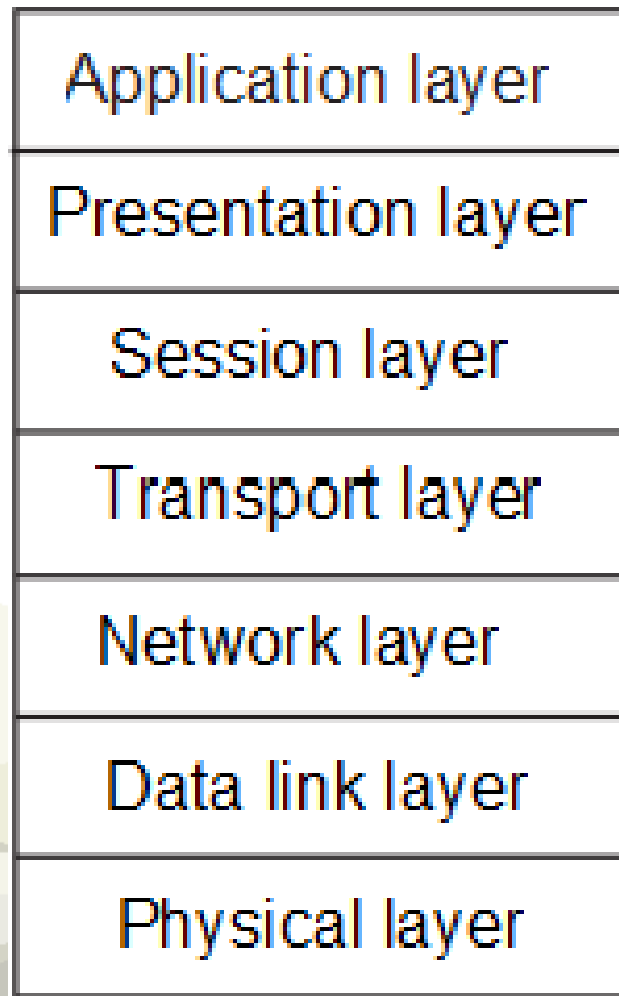 Application layer
Presentation layer
Session layer
Transport layer
Network layer
Data link layer
Physical layer